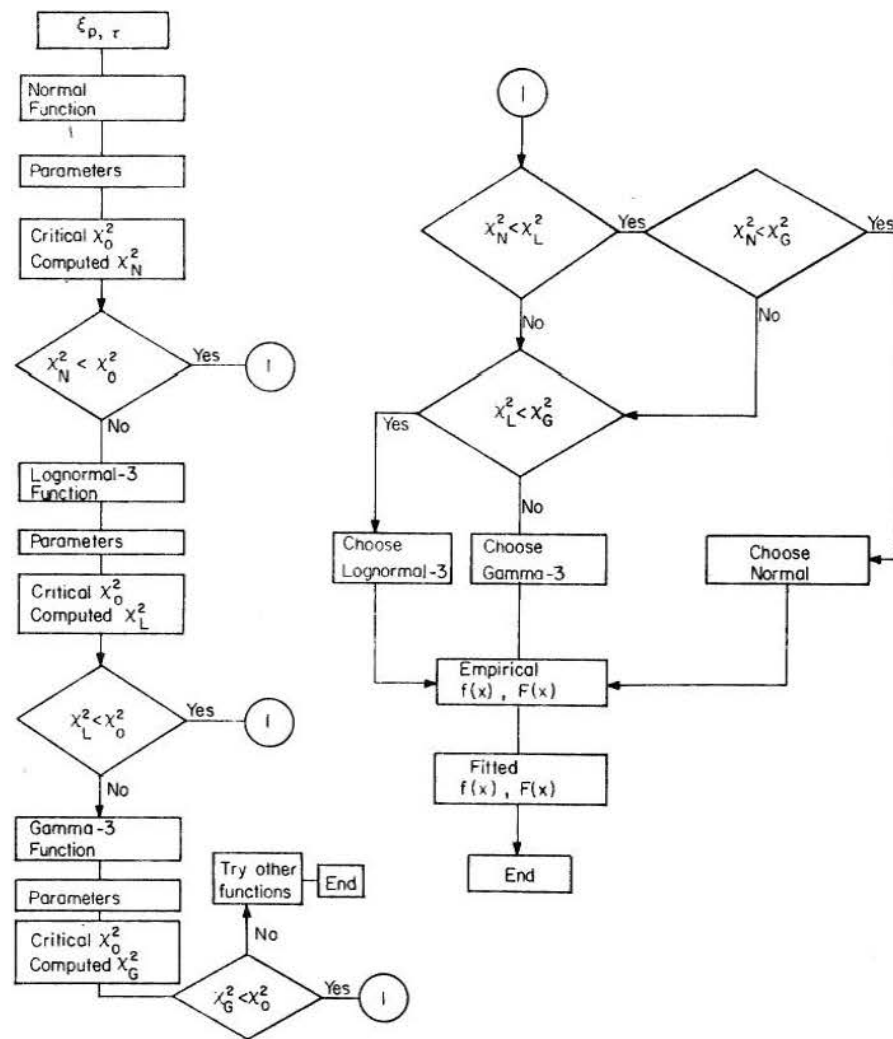 ξp, τ
Normal
Function
Parameters
Critical χ²₀
Computed χ²N
χ²N < χ²₀
Yes
I
No
Lognormal-3
Function
Parameters
Critical χ²₀
Computed χ²L
χ²L<χ²₀
Yes
I
No
Gamma-3
Function
Parameters
Critical χ²₀
Computed χ²G
χ²G<χ²₀
Yes
I
No
Try other
functions
End
I
χ²N<χ²L
Yes
χ²N<χ²G
Yes
No
No
χ²L<χ²G
Yes
No
Choose
Lognormal-3
Choose
Gamma-3
Choose
Normal
Empirical
f(x) , F(x)
Fitted
f(x) , F(x)
End